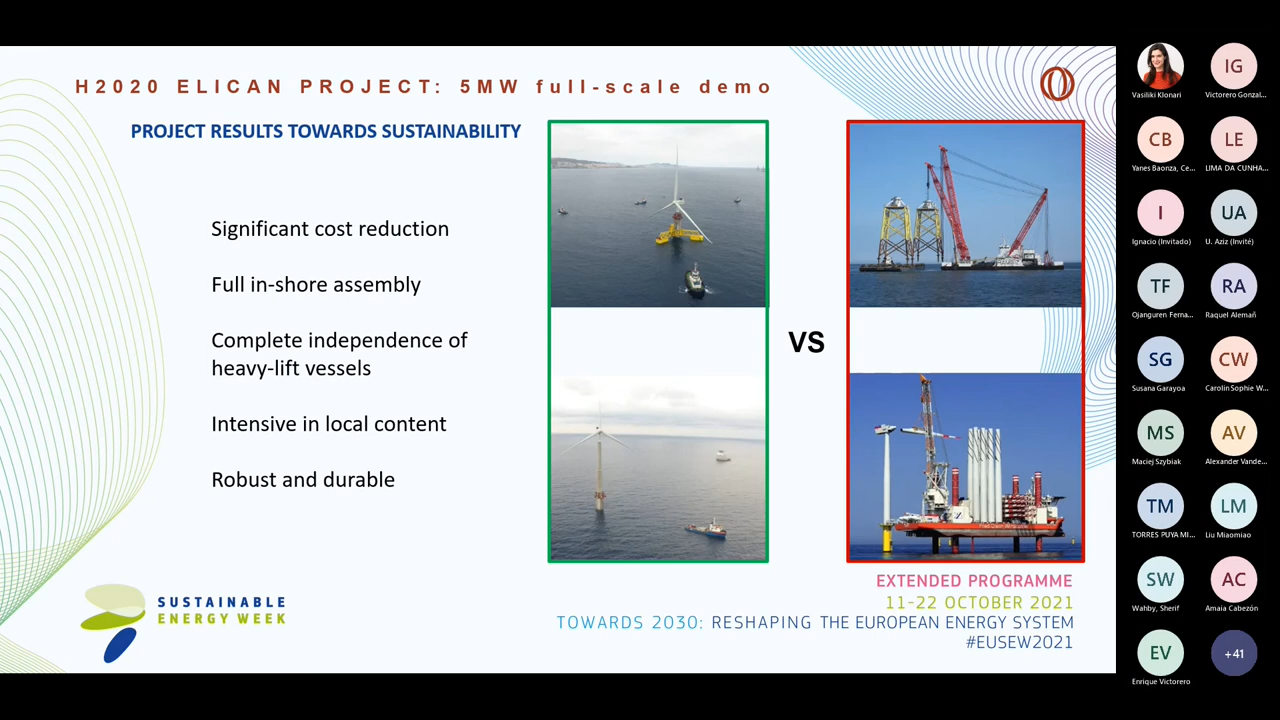 H2020 ELICAN PROJECT: 5MW full-scale demo
PROJECT RESULTS TOWARDS SUSTAINABILITY
Significant cost reduction
Full in-shore assembly
Complete independence of
heavy-lift vessels
Intensive in local content
Robust and durable
VS
SUSTAINABLE
ENERGY WEEK
EXTENDED PROGRAMME
11-22 OCTOBER 2021
TOWARDS 2030: RESHAPING THE EUROPEAN ENERGY SYSTEM
#EUSEW2021
Vasiliki Klonari
IG
Victorero Gonzal...
CB
Yanes Baonza, Ce...
LE
LIMA DA CUNHA...
I
Ignacio (Invitado)
UA
U. Aziz (Invité)
TF
Ojanguren Ferna...
RA
Raquel Alemañ
SG
Susana Garayoa
CW
Carolin Sophie W...
MS
Maciej Szybiak
AV
Alexander Vande...
TM
TORRES PUYA MI...
LM
Liu Miaomiao
SW
Wahby, Sherif
AC
Amaia Cabezón
EV
Enrique Victorero
+41